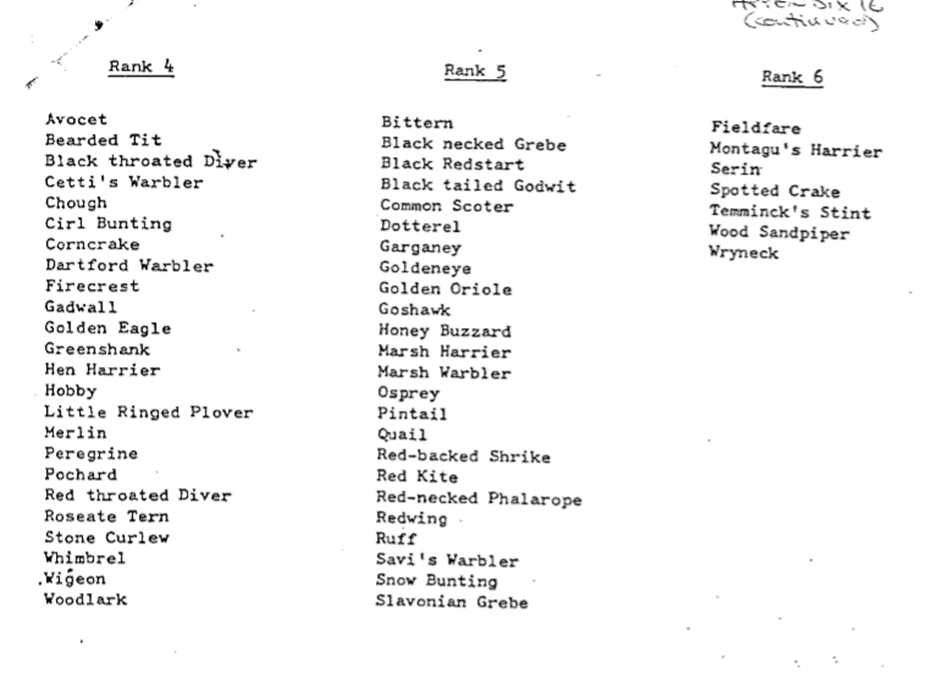 (continued)
Rank 4
Avocet
Bearded Tit
Black throated Diver
Cetti's Warbler
Chough
Cirl Bunting
Corncrake
Dartford Warbler
Firecrest
Gadwall
Golden Eagle
Greenshank
Hen Harrier
Hobby
Little Ringed Plover
Merlin
Peregrine
Pochard
Red throated Diver
Roseate Tern
Stone Curlew
Whimbrel
Wigeon
Woodlark
Rank 5
Bittern
Black necked Grebe
Black Redstart
Black tailed Godwit
Common Scoter
Dotterel
Garganey
Goldeneye
Golden Oriole
Goshawk
Honey Buzzard
Marsh Harrier
Marsh Warbler
Osprey
Pintail
Quail
Red-backed Shrike
Red Kite
Red-necked Phalarope
Redwing
Ruff
Savi's Warbler
Snow Bunting
Slavonian Grebe
Rank 6
Fieldfare
Montagu's Harrier
Serin
Spotted Crake
Temminck's Stint
Wood Sandpiper
Wryneck